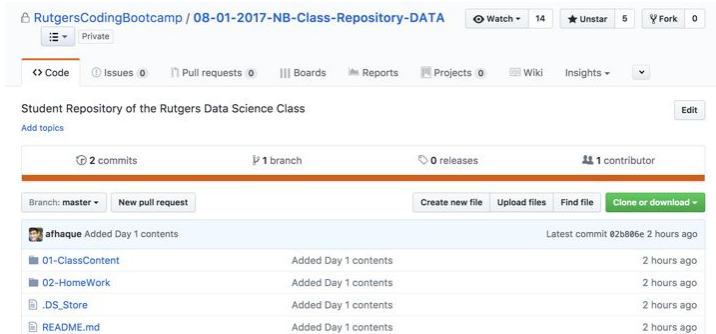 RutgersCodingBootcamp / 08-01-2017-NB-Class-Repository-DATA Watch 14 Unstar 5 Fork 0
Private
Code Issues 0 Pull requests 0 Boards Reports Projects 0 Wiki Insights
Student Repository of the Rutgers Data Science Class Edit
Add topics
2 commits 1 branch 0 releases 1 contributor
Branch: master New pull request Create new file Upload files Find file Clone or download
afhaque Added Day 1 contents Latest commit 02b806e 2 hours ago
01-ClassContent Added Day 1 contents 2 hours ago
02-HomeWork Added Day 1 contents 2 hours ago
.DS_Store Added Day 1 contents 2 hours ago
README.md Added Day 1 contents 2 hours ago